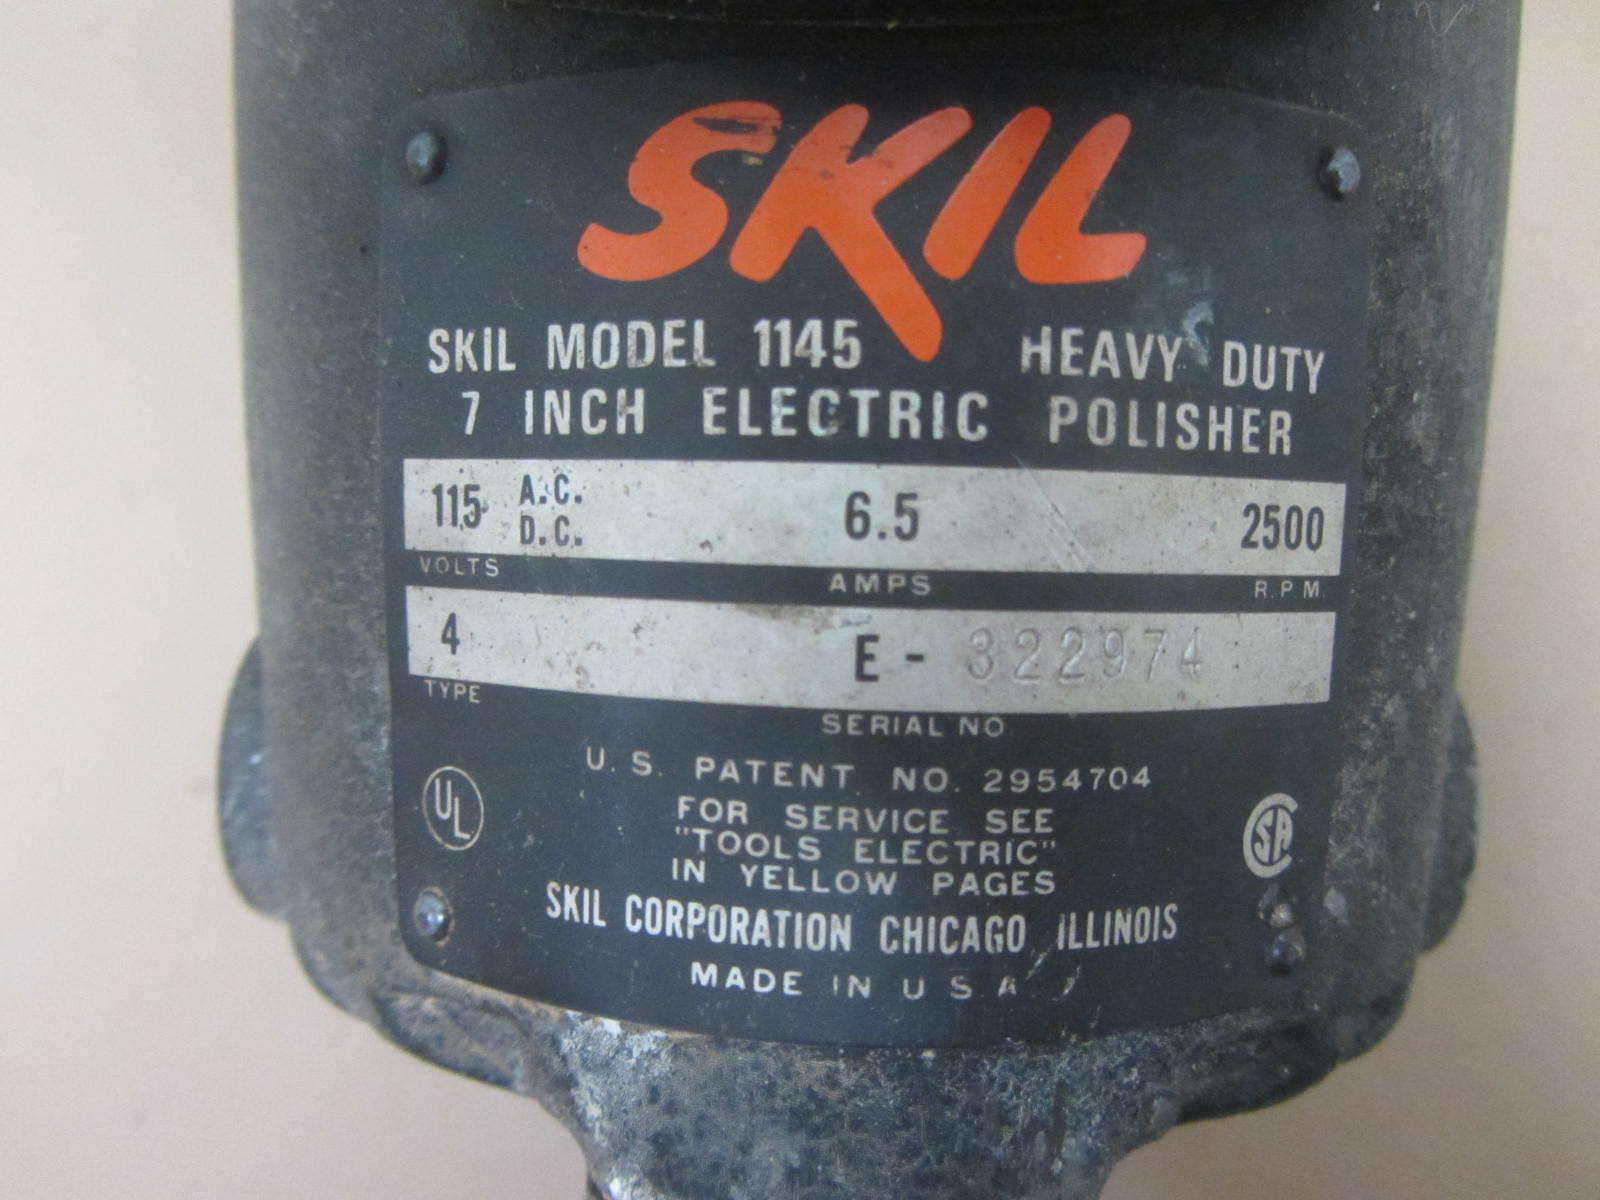 SKIL
SKIL MODEL 1145 HEAVY DUTY
7 INCH ELECTRIC POLISHER
115 A.C. D.C. 6.5 2500
VOLTS AMPS R.P.M.
4 E-322974
TYPE SERIAL NO.
U.S. PATENT NO. 2954704
FOR SERVICE SEE
"TOOLS ELECTRIC"
IN YELLOW PAGES
UL SA
SKIL CORPORATION CHICAGO ILLINOIS
MADE IN U S A